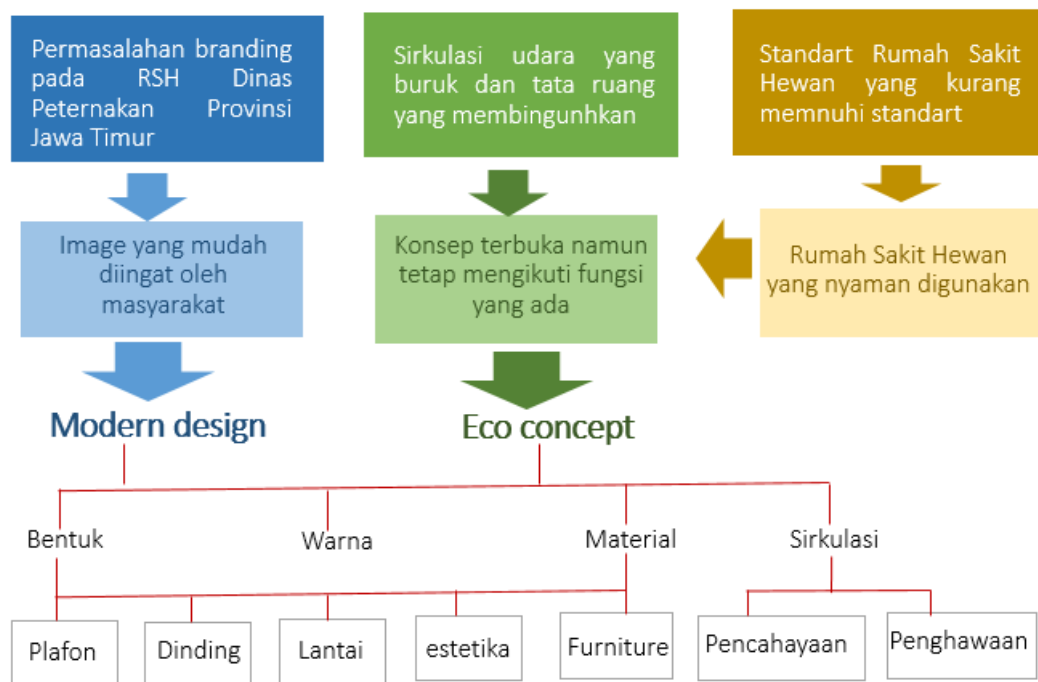 Permasalahan branding
pada RSH Dinas
Peternakan Provinsi
Jawa Timur
Sirkulasi udara yang
buruk dan tata ruang
yang membingunhkan
Standart Rumah Sakit
Hewan yang kurang
memnuhi standart
Image yang mudah
diingat oleh
masyarakat
Konsep terbuka namun
tetap mengikuti fungsi
yang ada
Rumah Sakit Hewan
yang nyaman digunakan
Modern design
Eco concept
Bentuk
Warna
Material
Sirkulasi
Plafon
Dinding
Lantai
estetika
Furniture
Pencahayaan
Penghawaan